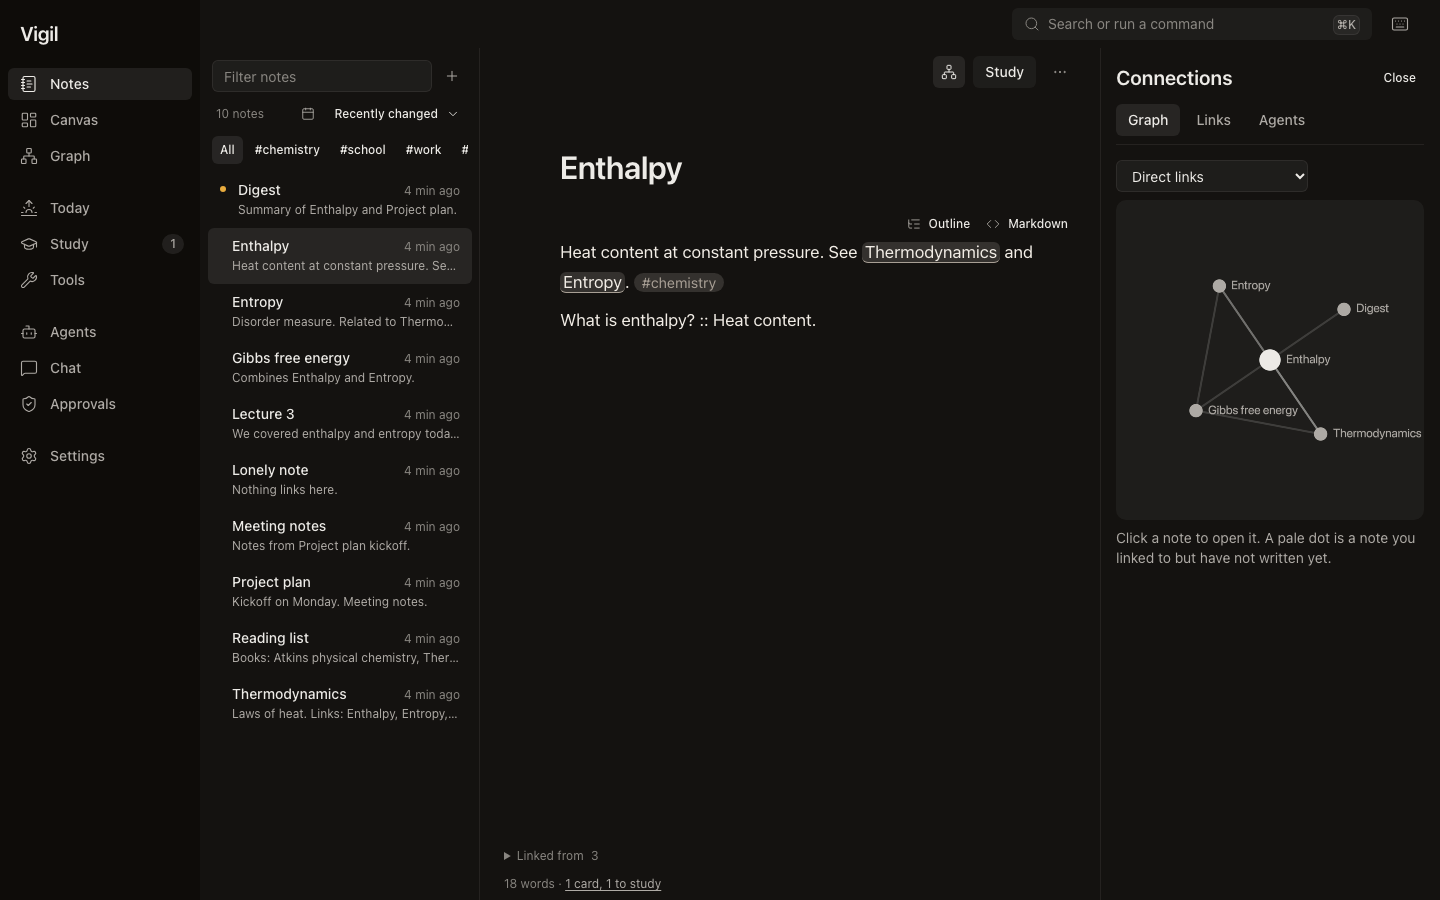 Vigil
Notes
Canvas
Graph
Today
Study 1
Tools
Agents
Chat
Approvals
Settings
Search or run a command ⌘K
Filter notes
10 notes Recently changed
All #chemistry #school #work #
Digest 4 min ago
Summary of Enthalpy and Project plan.
Enthalpy 4 min ago
Heat content at constant pressure. Se...
Entropy 4 min ago
Disorder measure. Related to Thermo...
Gibbs free energy 4 min ago
Combines Enthalpy and Entropy.
Lecture 3 4 min ago
We covered enthalpy and entropy toda...
Lonely note 4 min ago
Nothing links here.
Meeting notes 4 min ago
Notes from Project plan kickoff.
Project plan 4 min ago
Kickoff on Monday. Meeting notes.
Reading list 4 min ago
Books: Atkins physical chemistry, Ther...
Thermodynamics 4 min ago
Laws of heat. Links: Enthalpy, Entropy,...
Study
Enthalpy
Outline Markdown
Heat content at constant pressure. See Thermodynamics and
Entropy. #chemistry
What is enthalpy? :: Heat content.
Linked from 3
18 words · 1 card, 1 to study
Connections Close
Graph Links Agents
Direct links
Entropy
Digest
Enthalpy
Gibbs free energy
Thermodynamics
Click a note to open it. A pale dot is a note you
linked to but have not written yet.